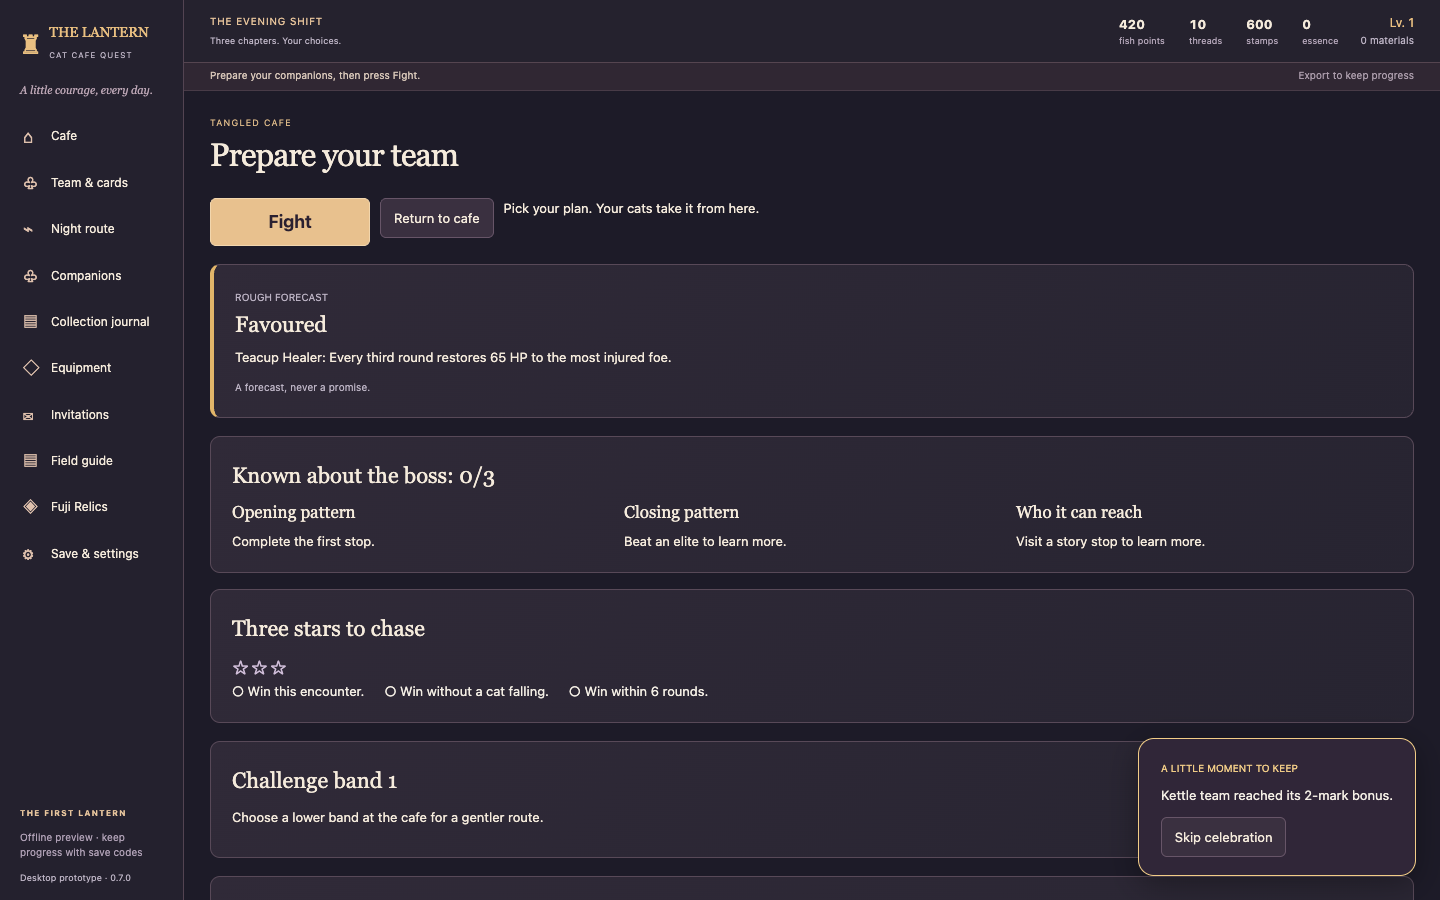 THE LANTERN
CAT CAFE QUEST
A little courage, every day.
Cafe
Team & cards
Night route
Companions
Collection journal
Equipment
Invitations
Field guide
Fuji Relics
Save & settings
THE FIRST LANTERN
Offline preview · keep
progress with save codes
Desktop prototype · 0.7.0
THE EVENING SHIFT
Three chapters. Your choices.
420
fish points
10
threads
600
stamps
0
essence
Lv. 1
0 materials
Prepare your companions, then press Fight.
Export to keep progress
TANGLED CAFE
Prepare your team
Fight
Return to cafe
Pick your plan. Your cats take it from here.
ROUGH FORECAST
Favoured
Teacup Healer: Every third round restores 65 HP to the most injured foe.
A forecast, never a promise.
Known about the boss: 0/3
Opening pattern
Complete the first stop.
Closing pattern
Beat an elite to learn more.
Who it can reach
Visit a story stop to learn more.
Three stars to chase
☆☆☆
○ Win this encounter.
○ Win without a cat falling.
○ Win within 6 rounds.
Challenge band 1
Choose a lower band at the cafe for a gentler route.
A LITTLE MOMENT TO KEEP
Kettle team reached its 2-mark bonus.
Skip celebration